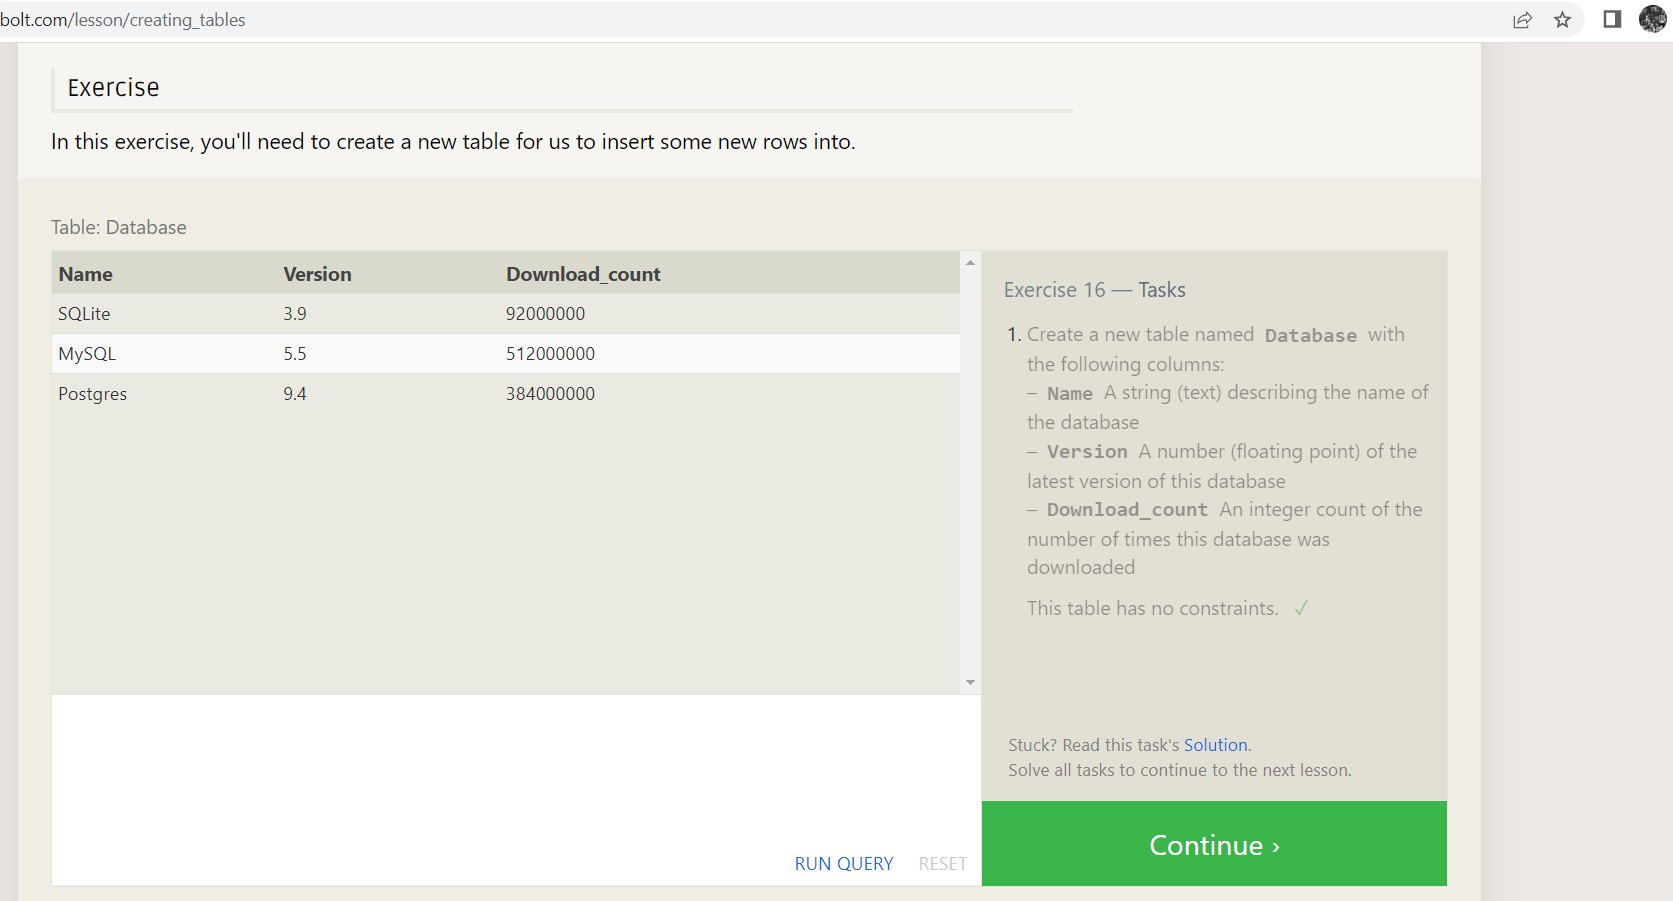 bolt.com/lesson/creating_tables
Exercise
In this exercise, you'll need to create a new table for us to insert some new rows into.
Table: Database
Name Version Download_count
SQLite 3.9 92000000
MySQL 5.5 512000000
Postgres 9.4 384000000
RUN QUERY RESET
Exercise 16 — Tasks
1. Create a new table named Database with
the following columns:
– Name A string (text) describing the name of
the database
– Version A number (floating point) of the
latest version of this database
– Download_count An integer count of the
number of times this database was
downloaded
This table has no constraints. ✓
Stuck? Read this task's Solution.
Solve all tasks to continue to the next lesson.
Continue ›